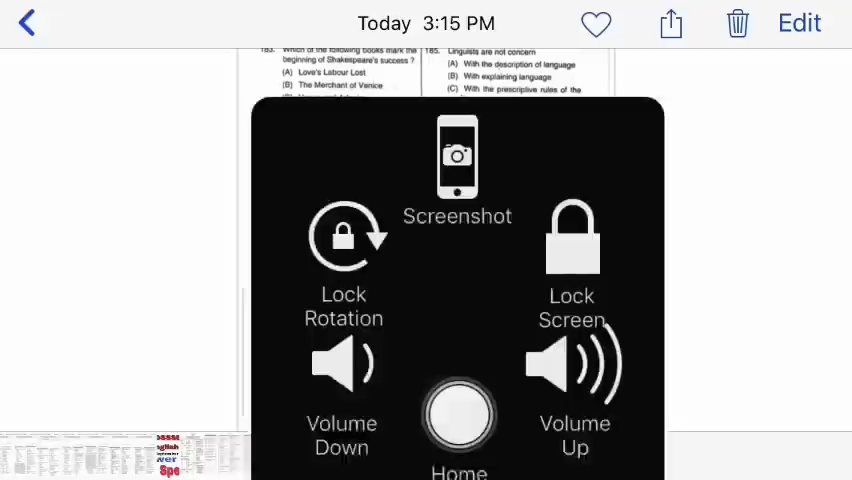 Today 3:15 PM
Edit
183. Which of the following books mark the
beginning of Shakespeare's success ?
(A) Love's Labour Lost
(B) The Merchant of Venice
185. Linguists are not concern
(A) With the description of language
(B) With explaining language
(C) With the prescriptive rules of the
Screenshot
Lock
Rotation
Lock
Screen
Volume
Down
Volume
Up
Home